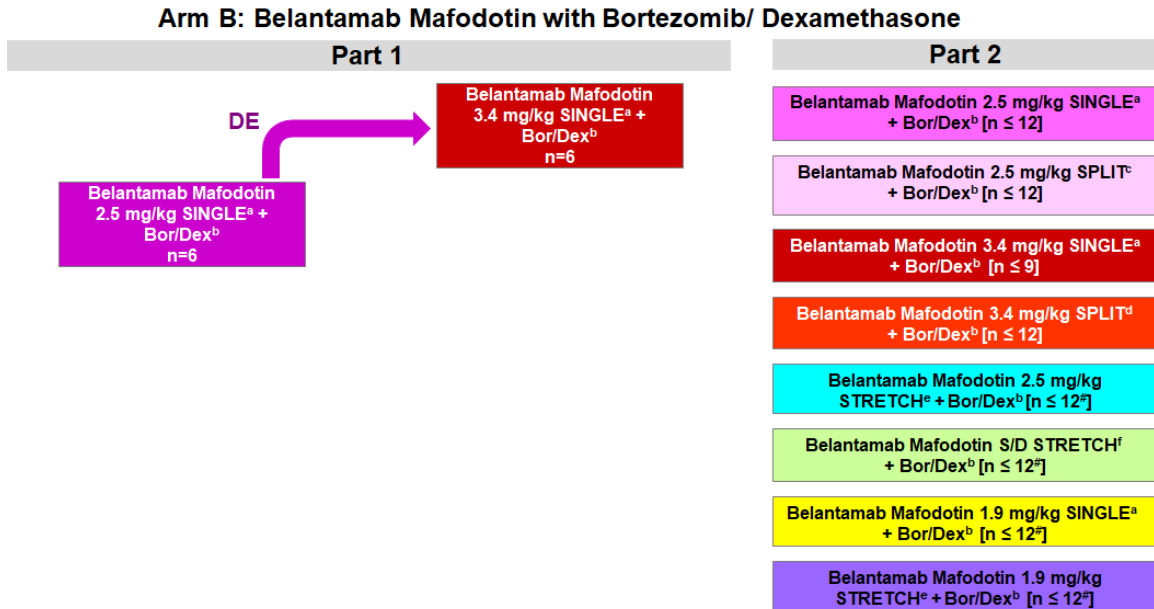 Arm B: Belantamab Mafodotin with Bortezomib/ Dexamethasone
Part 1
DE
Belantamab Mafodotin
3.4 mg/kg SINGLEᵃ +
Bor/Dexᵇ
n=6
Belantamab Mafodotin
2.5 mg/kg SINGLEᵃ +
Bor/Dexᵇ
n=6
Part 2
Belantamab Mafodotin 2.5 mg/kg SINGLEᵃ
+ Bor/Dexᵇ [n ≤ 12]
Belantamab Mafodotin 2.5 mg/kg SPLITᶜ
+ Bor/Dexᵇ [n ≤ 12]
Belantamab Mafodotin 3.4 mg/kg SINGLEᵃ
+ Bor/Dexᵇ [n ≤ 9]
Belantamab Mafodotin 3.4 mg/kg SPLITᵈ
+ Bor/Dexᵇ [n ≤ 12]
Belantamab Mafodotin 2.5 mg/kg
STRETCHᵉ + Bor/Dexᵇ [n ≤ 12#]
Belantamab Mafodotin S/D STRETCHᶠ
+ Bor/Dexᵇ [n ≤ 12#]
Belantamab Mafodotin 1.9 mg/kg SINGLEᵃ
+ Bor/Dexᵇ [n ≤ 12#]
Belantamab Mafodotin 1.9 mg/kg
STRETCHᵉ + Bor/Dexᵇ [n ≤ 12#]